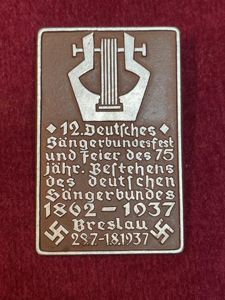 12. Deutsches
Sängerbundesfest
und Feier des 75
jähr. Bestehens
des deutschen
Sängerbundes
1862-1937
Breslau
28.7-1.8.1937